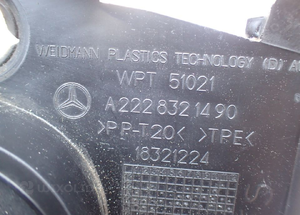 WEIDMANN PLASTICS TECHNOLOGY (D) A
WPT 51021
A 222 832 14 90
>PP-T20< >TPE<
18321224